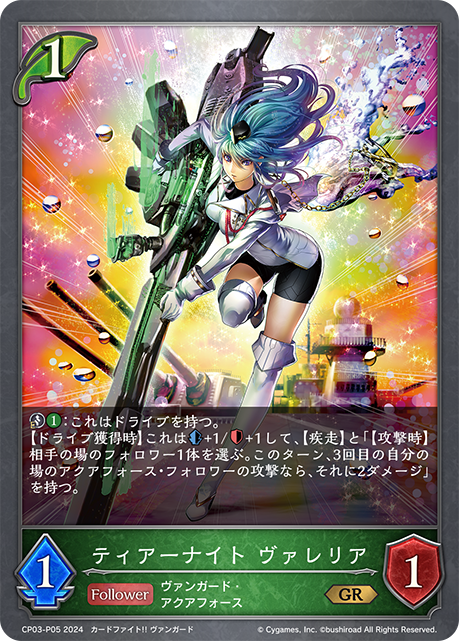 1
1:これはドライブを持つ。
【ドライブ獲得時】これは+1/+1して、【疾走】と「【攻撃時】
相手の場のフォロワー1体を選ぶ。このターン、3回目の自分の
場のアクアフォース・フォロワーの攻撃なら、それに2ダメージ」
を持つ。
ティアーナイト ヴァレリア
1
Follower
ヴァンガード・
アクアフォース
GR
1
CP03-P05 2024 カードファイト!! ヴァンガード
© Cygames, Inc. ©bushiroad All Rights Reserved.